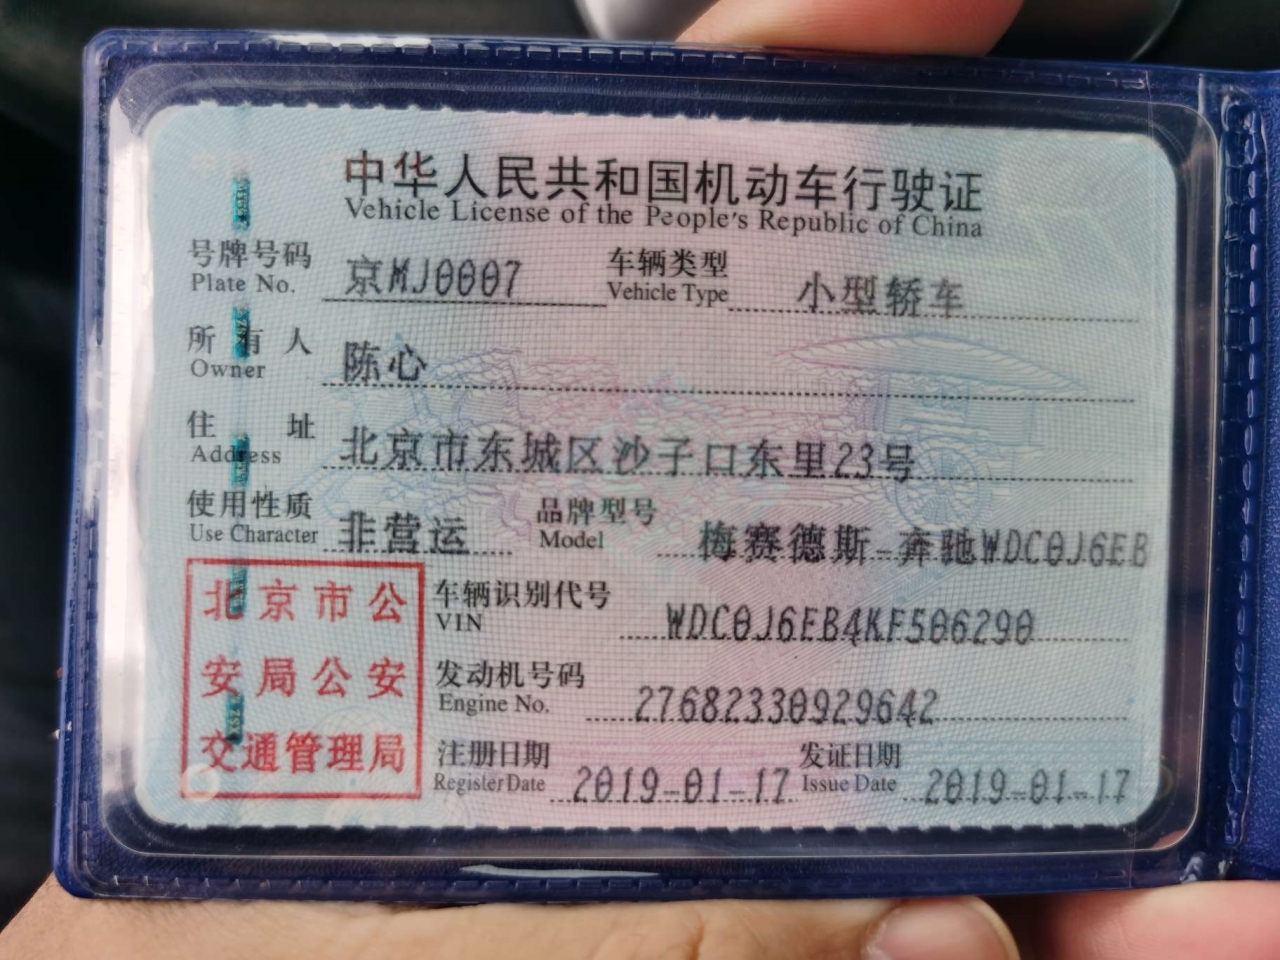 中华人民共和国机动车行驶证
Vehicle License of the People's Republic of China
号牌号码 京MJ0007 车辆类型 小型轿车
Plate No. Vehicle Type
所有人 陈心
Owner
住址 北京市东城区沙子口东里23号
Address
使用性质 非营运 品牌型号 梅赛德斯-奔驰WDC0J6EB
Use Character Model
北京市公
安局公安
交通管理局
车辆识别代号 WDC0J6EB4KF506290
VIN
发动机号码 27682330929642
Engine No.
注册日期 2019-01-17 发证日期 2019-01-17
Register Date Issue Date